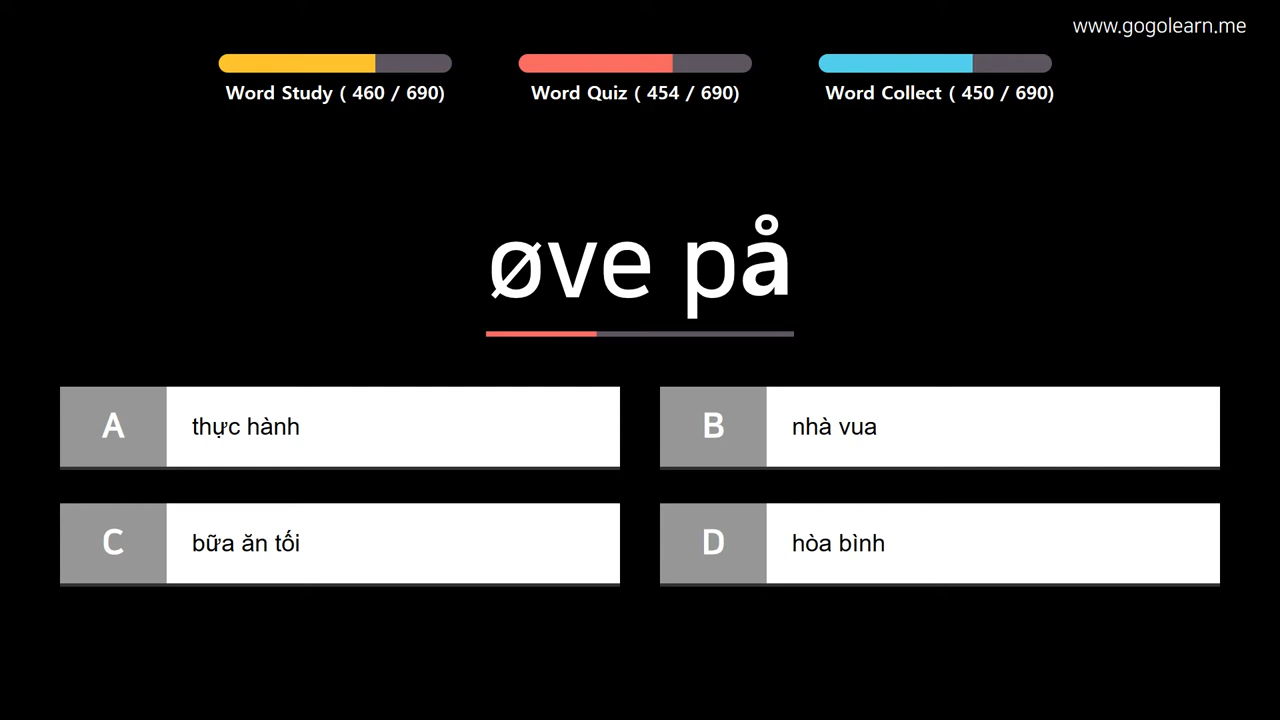 www.gogolearn.me
Word Study ( 460 / 690)
Word Quiz ( 454 / 690)
Word Collect ( 450 / 690)
øve på
A thực hành
B nhà vua
C bữa ăn tối
D hòa bình